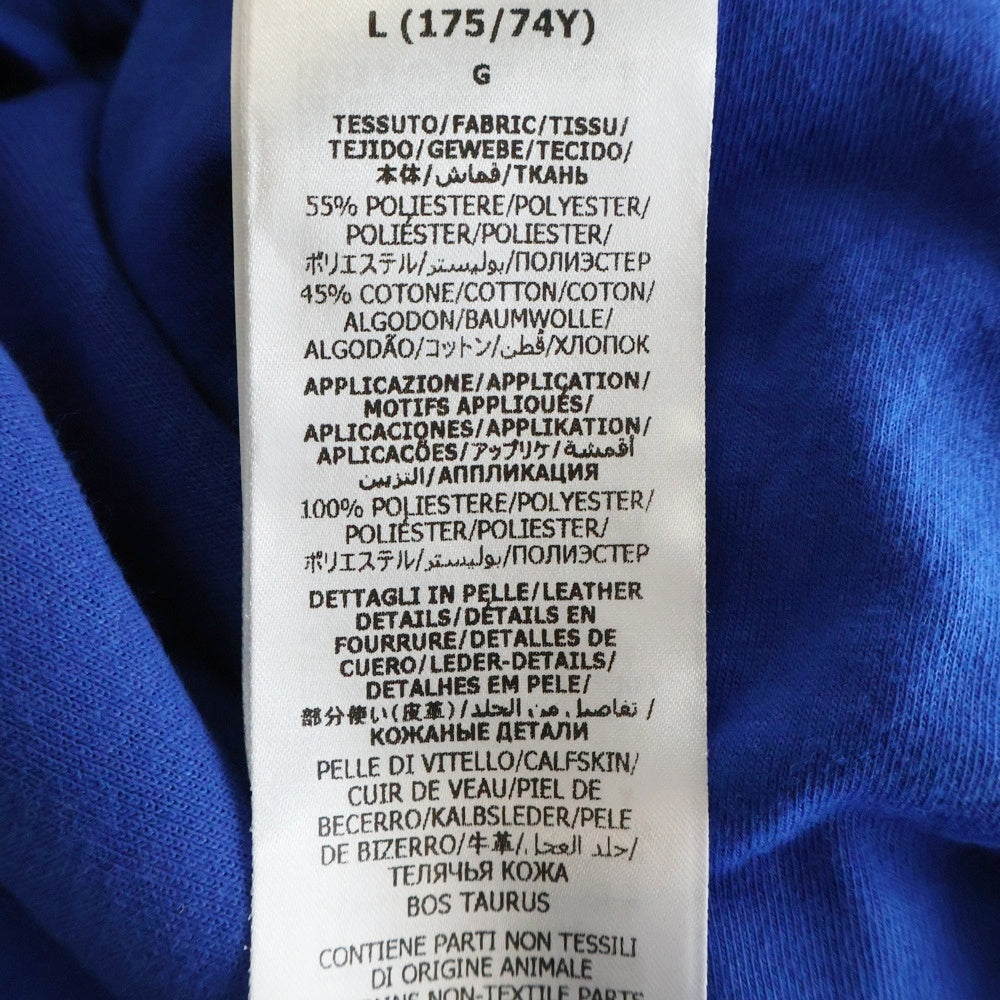 L (175/74Y)
G
TESSUTO/FABRIC/TISSU/
TEJIDO/GEWEBE/TECIDO/
本体/قماش/ТКАНЬ
55% POLIESTERE/POLYESTER/
POLIÉSTER/POLIESTER/
ポリエステル/بوليستر/ПОЛИЭСТЕР
45% COTONE/COTTON/COTON/
ALGODON/BAUMWOLLE/
ALGODÃO/コットン/قطن/ХЛОПОК
APPLICAZIONE/APPLICATION/
MOTIFS APPLIQUÉS/
APLICACIONES/APPLIKATION/
APLICAÇÕES/アップリケ/أقمشة
التزيين/АППЛИКАЦИЯ
100% POLIESTERE/POLYESTER/
POLIÉSTER/POLIESTER/
ポリエステル/بوليستر/ПОЛИЭСТЕР
DETTAGLI IN PELLE/LEATHER
DETAILS/DÉTAILS EN
FOURRURE/DETALLES DE
CUERO/LEDER-DETAILS/
DETALHES EM PELE/
部分使い(皮革)/تفاصيل من الجلد/
КОЖАНЫЕ ДЕТАЛИ
PELLE DI VITELLO/CALFSKIN/
CUIR DE VEAU/PIEL DE
BECERRO/KALBSLEDER/PELE
DE BIZERRO/牛革/جلد العجل/
ТЕЛЯЧЬЯ КОЖА
BOS TAURUS
CONTIENE PARTI NON TESSILI
DI ORIGINE ANIMALE
NON-TEXTILE PARTS